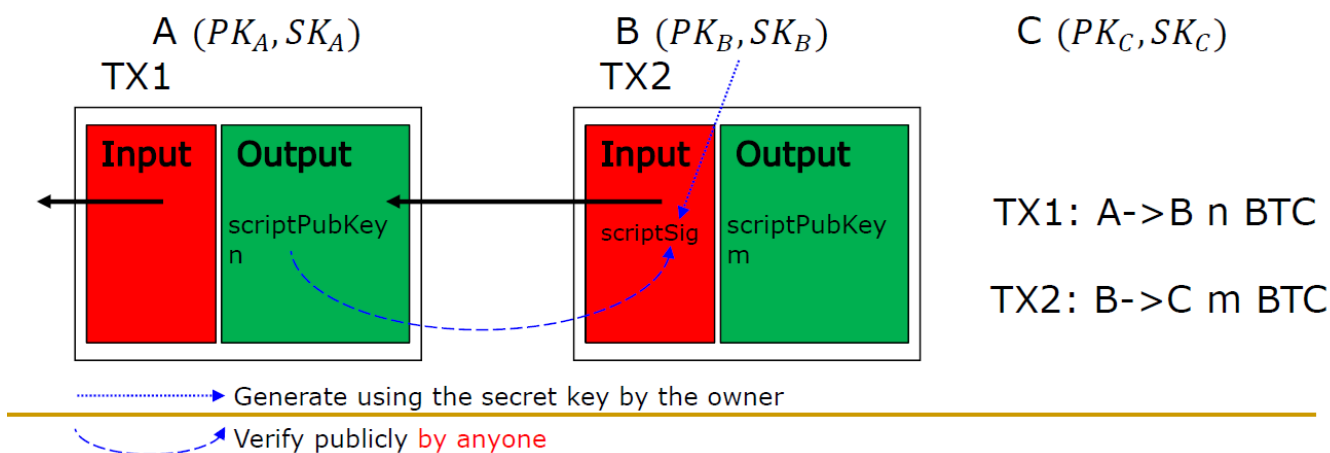 A (𝑃𝐾_𝐴, 𝑆𝐾_𝐴)
B (𝑃𝐾_𝐵, 𝑆𝐾_𝐵)
C (𝑃𝐾_𝐶, 𝑆𝐾_𝐶)
TX1
TX2
Input
Output
scriptPubKey
n
Input
scriptSig
Output
scriptPubKey
m
TX1: A->B n BTC
TX2: B->C m BTC
Generate using the secret key by the owner
Verify publicly by anyone